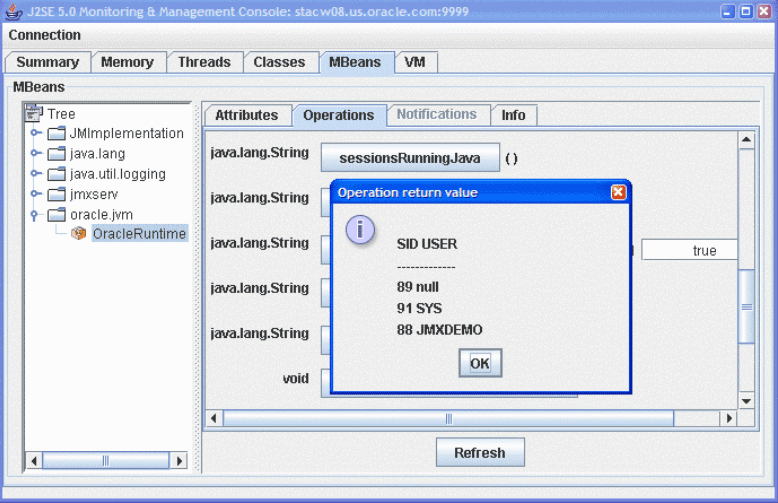 J2SE 5.0 Monitoring & Management Console: stacw08.us.oracle.com:9999
Connection
Summary Memory Threads Classes MBeans VM
MBeans
Tree
JMImplementation
java.lang
java.util.logging
jmxserv
oracle.jvm
OracleRuntime
Attributes Operations Notifications Info
java.lang.String sessionsRunningJava ()
java.lang.String
java.lang.String true
java.lang.String
java.lang.String
void
Operation return value
i
SID USER
-------------
89 null
91 SYS
88 JMXDEMO
OK
Refresh